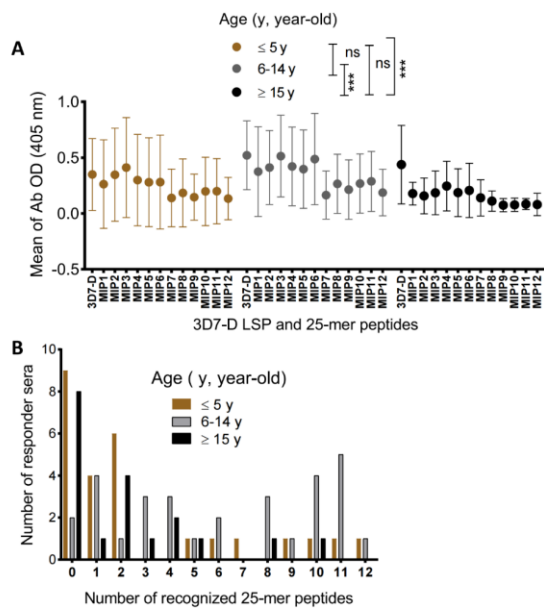 A
Age (y, year-old)
≤ 5 y
6-14 y
≥ 15 y
ns
***
ns
***
Mean of Ab OD (405 nm)
1.0
0.5
0.0
-0.5
3D7-D MIP1 MIP2 MIP3 MIP4 MIP5 MIP6 MIP7 MIP8 MIP9 MIP10 MIP11 MIP12 3D7-D MIP1 MIP2 MIP3 MIP4 MIP5 MIP6 MIP7 MIP8 MIP9 MIP10 MIP11 MIP12 3D7-D MIP1 MIP2 MIP3 MIP4 MIP5 MIP6 MIP7 MIP8 MIP9 MIP10 MIP11 MIP12
3D7-D LSP and 25-mer peptides
B
Age ( y, year-old)
≤ 5 y
6-14 y
≥ 15 y
Number of responder sera
10
8
6
4
2
0
0 1 2 3 4 5 6 7 8 9 10 11 12
Number of recognized 25-mer peptides